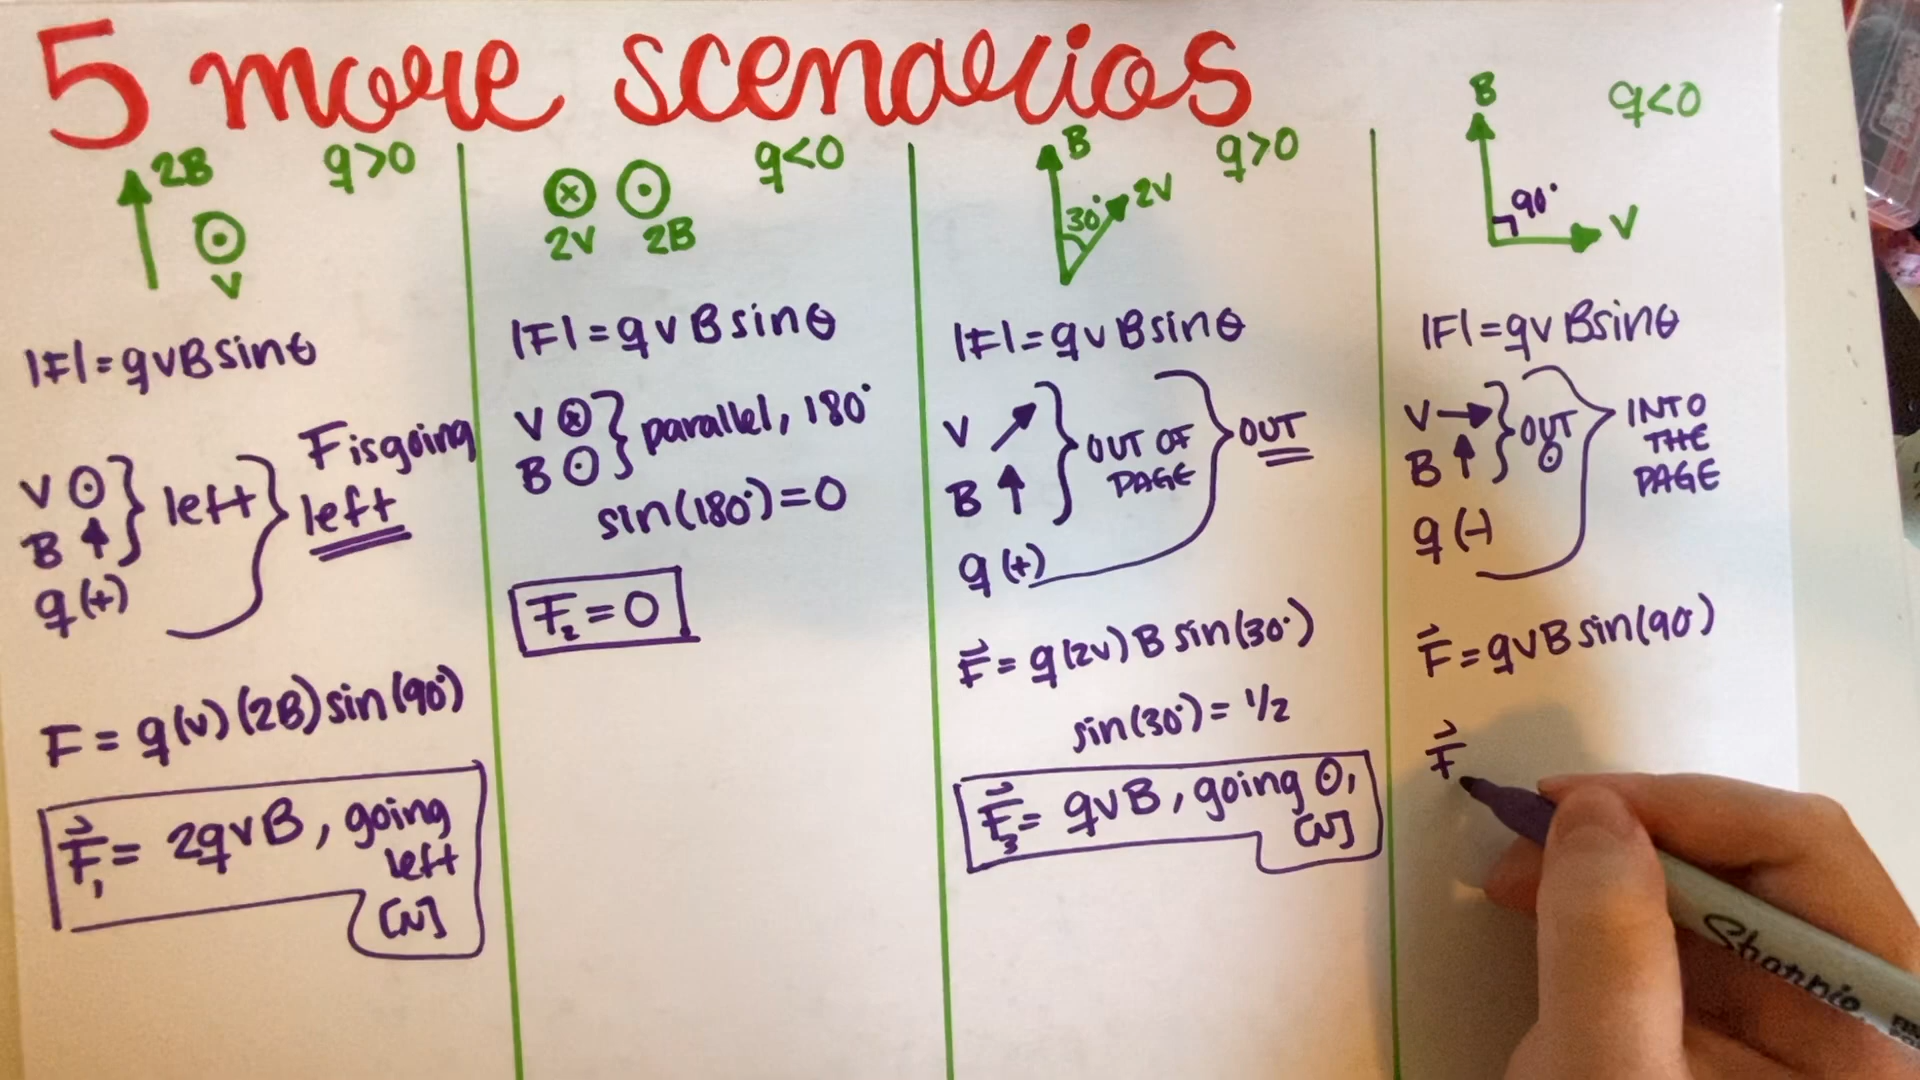 5 more scenarios
2B
q>0
V
|F|=qvBsinθ
V ⊙
B ↑
q(+)
left
F is going
left
F = q(v)(2B)sin(90°)
F₁ = 2qvB, going
left
[N]
q<0
2V 2B
|F|=qvBsinθ
V ⊗
B ⊙
parallel, 180°
sin(180°)=0
F₂=0
B
q>0
30°
2V
|F|=qvBsinθ
V ↗
B ↑
q(+)
OUT OF
PAGE
OUT
F = q(2v)B sin(30°)
sin(30°) = 1/2
F₃= qvB, going ⊙,
[N]
B
q<0
90°
V
|F|=qvBsinθ
V →
B ↑
q(-)
OUT
⊙
INTO
THE
PAGE
F=qvBsin(90°)
F
Sharpie